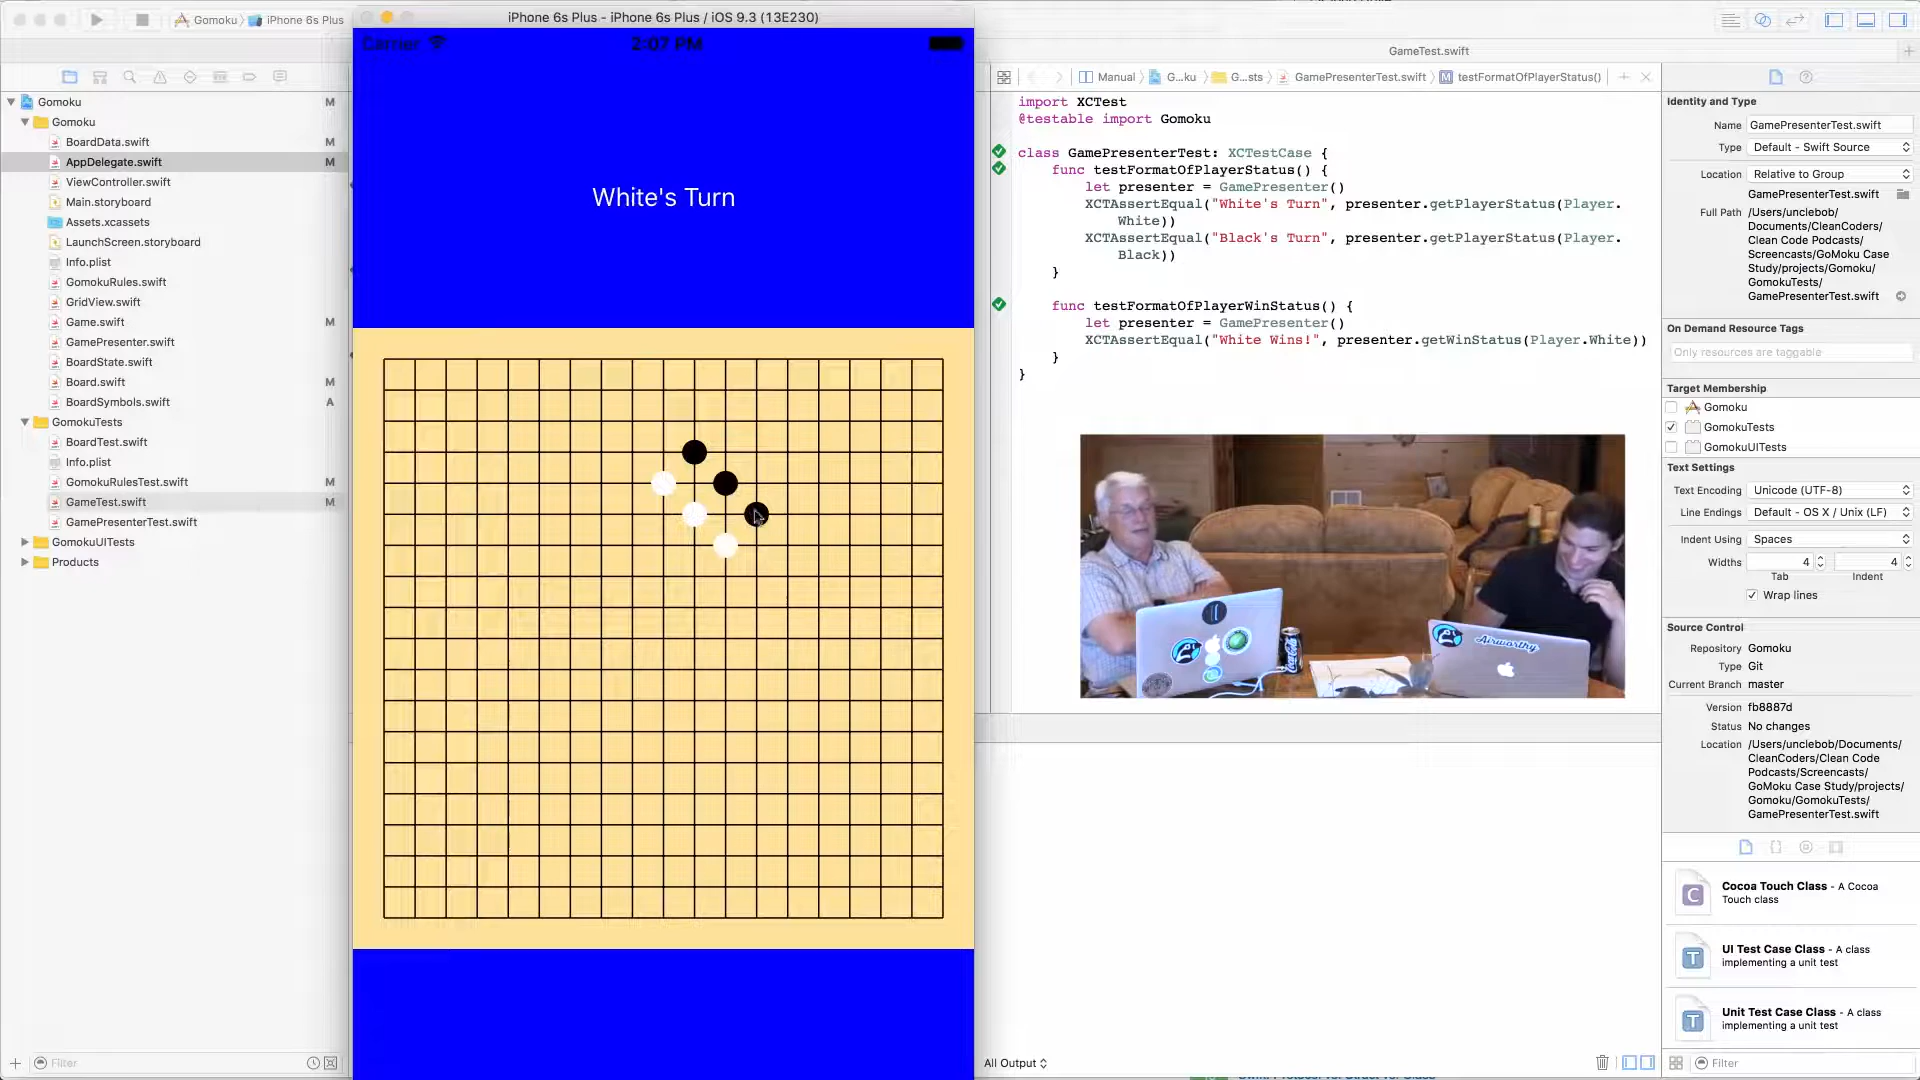 Gomoku
iPhone 6s Plus
iPhone 6s Plus - iPhone 6s Plus / iOS 9.3 (13E230)
Carrier
2:07 PM
White's Turn
Gomoku
M
Gomoku
BoardData.swift
M
AppDelegate.swift
M
ViewController.swift
Main.storyboard
Assets.xcassets
LaunchScreen.storyboard
Info.plist
GomokuRules.swift
GridView.swift
Game.swift
M
GamePresenter.swift
BoardState.swift
Board.swift
M
BoardSymbols.swift
A
GomokuTests
BoardTest.swift
Info.plist
GomokuRulesTest.swift
M
GameTest.swift
M
GamePresenterTest.swift
GomokuUITests
Products
Filter
GameTest.swift
Manual
G...ku
G...sts
GamePresenterTest.swift
M
testFormatOfPlayerStatus()
import XCTest
@testable import Gomoku
class GamePresenterTest: XCTestCase {
func testFormatOfPlayerStatus() {
let presenter = GamePresenter()
XCTAssertEqual("White's Turn", presenter.getPlayerStatus(Player.
White))
XCTAssertEqual("Black's Turn", presenter.getPlayerStatus(Player.
Black))
}
func testFormatOfPlayerWinStatus() {
let presenter = GamePresenter()
XCTAssertEqual("White Wins!", presenter.getWinStatus(Player.White))
}
}
Airworthy
Coca-Cola
All Output
Identity and Type
Name GamePresenterTest.swift
Type Default - Swift Source
Location Relative to Group
GamePresenterTest.swift
Full Path /Users/unclebob/
Documents/CleanCoders/
Clean Code Podcasts/
Screencasts/GoMoku Case
Study/projects/Gomoku/
GomokuTests/
GamePresenterTest.swift
On Demand Resource Tags
Only resources are taggable
Target Membership
Gomoku
GomokuTests
GomokuUITests
Text Settings
Text Encoding Unicode (UTF-8)
Line Endings Default - OS X / Unix (LF)
Indent Using Spaces
Widths 4 4
Tab Indent
Wrap lines
Source Control
Repository Gomoku
Type Git
Current Branch master
Version fb8887d
Status No changes
Location /Users/unclebob/Documents/
CleanCoders/Clean Code
Podcasts/Screencasts/
GoMoku Case Study/projects/
Gomoku/GomokuTests/
GamePresenterTest.swift
C
Cocoa Touch Class - A Cocoa
Touch class
T
UI Test Case Class - A class
implementing a unit test
T
Unit Test Case Class - A class
implementing a unit test
Filter